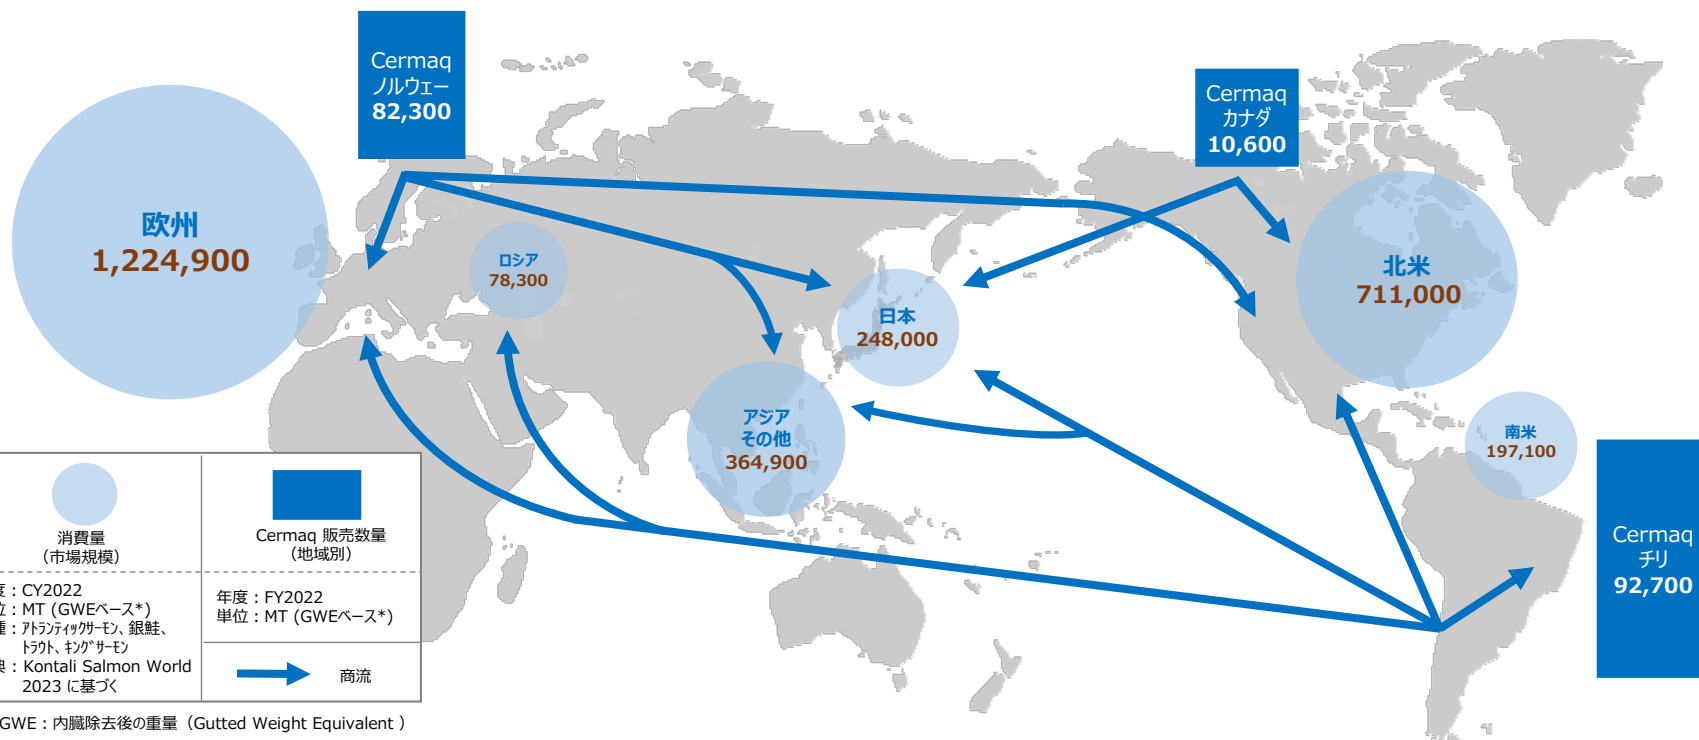 Cermaq
ノルウェー
82,300
Cermaq
カナダ
10,600
欧州
1,224,900
ロシア
78,300
日本
248,000
北米
711,000
アジア
その他
364,900
南米
197,100
Cermaq
チリ
92,700
消費量
(市場規模)
Cermaq 販売数量
(地域別)
度：CY2022
位：MT (GWEベース*)
種：ｱﾄﾗﾝﾃｨｯｸｻｰﾓﾝ、銀鮭、
ﾄﾗｳﾄ、ｷﾝｸﾞｻｰﾓﾝ
典：Kontali Salmon World
2023 に基づく
年度：FY2022
単位：MT (GWEベース*)
商流
GWE：内臓除去後の重量（Gutted Weight Equivalent ）